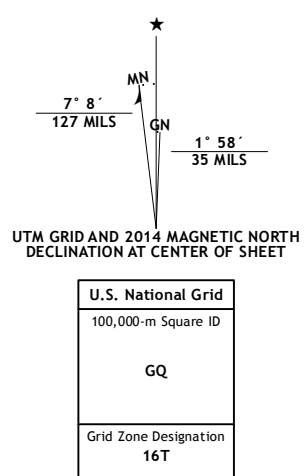 ★
MN
7° 8´
127 MILS
GN
1° 58´
35 MILS
UTM GRID AND 2014 MAGNETIC NORTH
DECLINATION AT CENTER OF SHEET
U.S. National Grid
100,000-m Square ID
GQ
Grid Zone Designation
16T